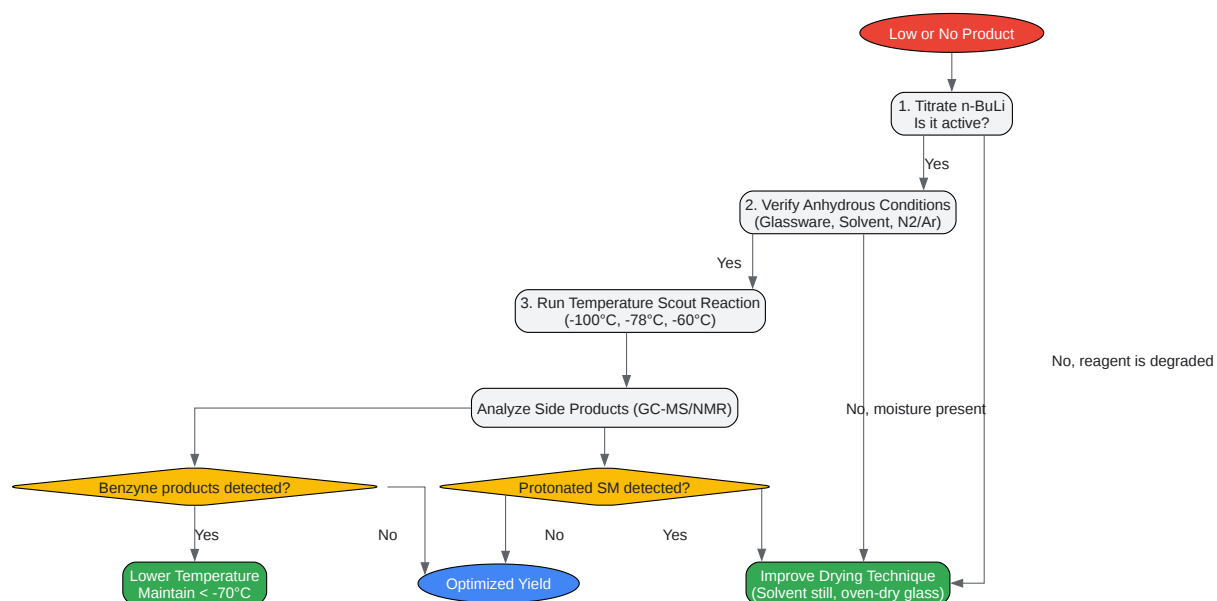 Low or No Product
1. Titrate n-BuLi
Is it active?
Yes
2. Verify Anhydrous Conditions
(Glassware, Solvent, N2/Ar)
Yes
3. Run Temperature Scout Reaction
(-100°C, -78°C, -60°C)
No, reagent is degraded
Analyze Side Products (GC-MS/NMR)
No, moisture present
Benzyne products detected?
Protonated SM detected?
Yes
No
No
Yes
Lower Temperature
Maintain < -70°C
Optimized Yield
Improve Drying Technique
(Solvent still, oven-dry glass)